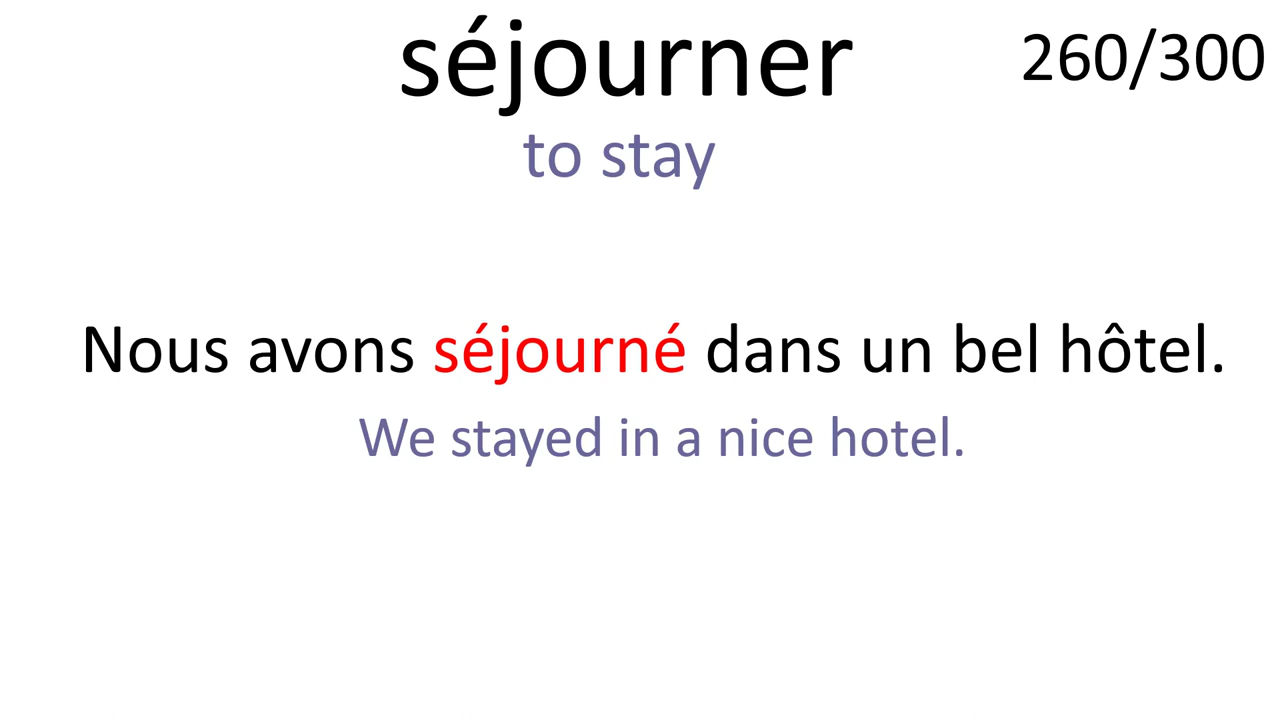 séjourner
260/300
to stay
Nous avons séjourné dans un bel hôtel.
We stayed in a nice hotel.